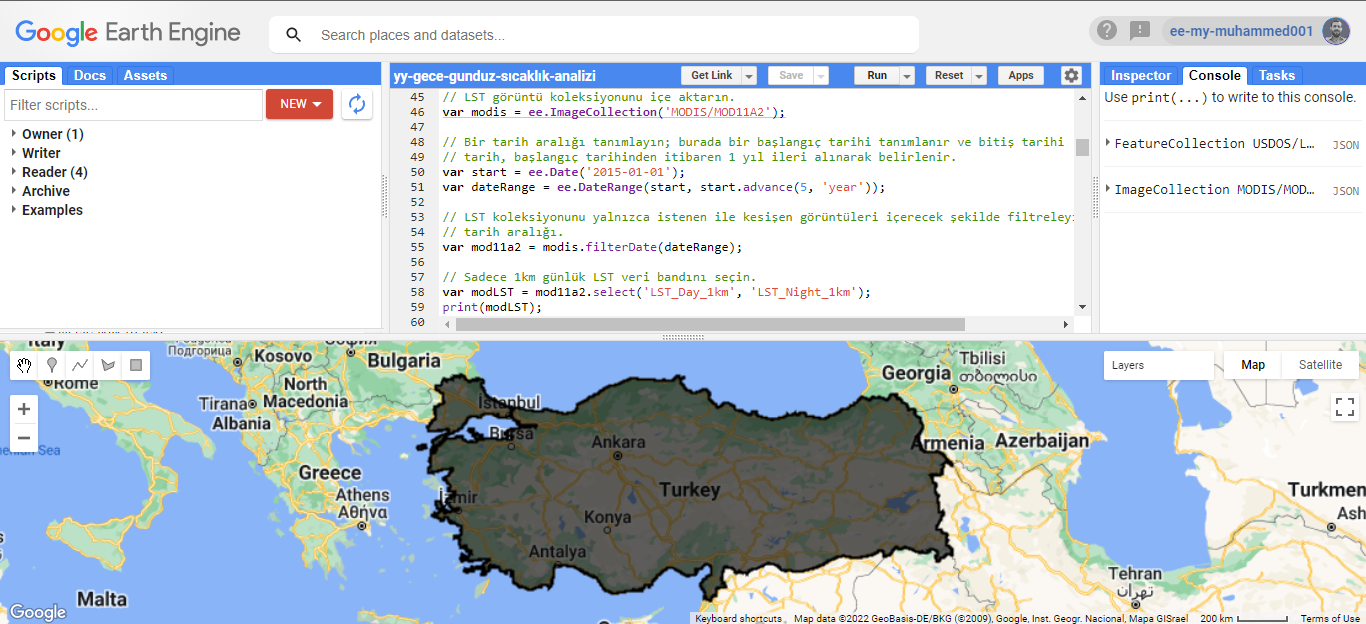 Google Earth Engine
Search places and datasets...
ee-my-muhammed001
Scripts Docs Assets
Filter scripts...
NEW
Owner (1)
Writer
Reader (4)
Archive
Examples
yy-gece-gunduz-sıcaklık-analizi
Get Link Save Run Reset Apps
45 // LST görüntü koleksiyonunu içe aktarın.
46 var modis = ee.ImageCollection('MODIS/MOD11A2');
47
48 // Bir tarih aralığı tanımlayın; burada bir başlangıç tarihi tanımlanır ve bitiş tarihi
49 // tarih, başlangıç tarihinden itibaren 1 yıl ileri alınarak belirlenir.
50 var start = ee.Date('2015-01-01');
51 var dateRange = ee.DateRange(start, start.advance(5, 'year'));
52
53 // LST koleksiyonunu yalnızca istenen ile kesişen görüntüleri içerecek şekilde filtreleyi
54 // tarih aralığı.
55 var mod11a2 = modis.filterDate(dateRange);
56
57 // Sadece 1km günlük LST veri bandını seçin.
58 var modLST = mod11a2.select('LST_Day_1km', 'LST_Night_1km');
59 print(modLST);
60
Inspector Console Tasks
Use print(...) to write to this console.
FeatureCollection USDOS/L... JSON
ImageCollection MODIS/MOD... JSON
Layers
Map Satellite
Italy
Rome
Подгорица
Kosovo
Bulgaria
North
Macedonia
Tirana
Albania
Greece
Athens
Αθήνα
İstanbul
Bursa
Ankara
İzmir
Turkey
Konya
Antalya
Georgia
Tbilisi
თბილისი
Armenia
Azerbaijan
Turkmen
Ash
Tehran
تهران
Malta
Google
Keyboard shortcuts Map data ©2022 GeoBasis-DE/BKG (©2009), Google, Inst. Geogr. Nacional, Mapa GISrael 200 km Terms of Use